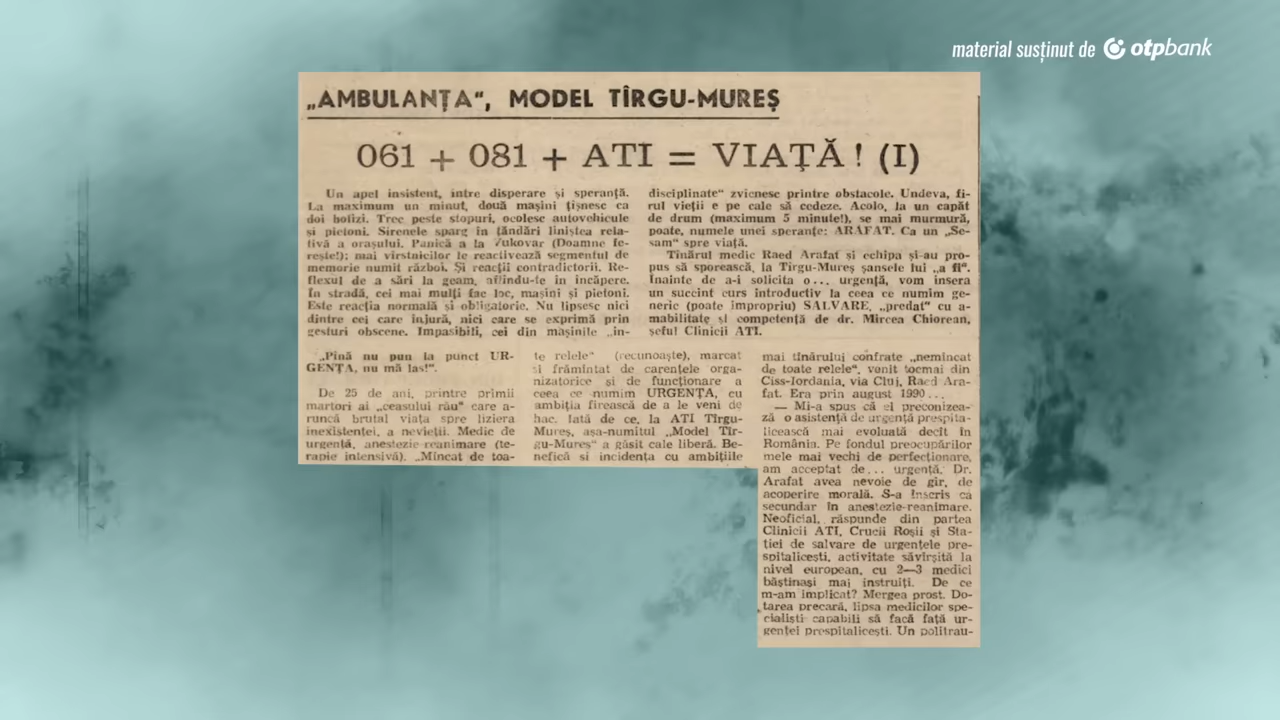 material susținut de otpbank
„AMBULANȚA“, MODEL TÎRGU-MUREȘ
061 + 081 + ATI = VIAȚĂ! (I)
Un apel insistent, între disperare și speranță.
La maximum un minut, două mașini țîșnesc ca
doi bolizi. Trec peste stopuri, ocolesc autovehicule
și pietoni. Sirenele sparg în țăndări liniștea rela-
tivă a orașului. Panică a la Vukovar (Doamne fe-
rește!); mai vîrstnicilor le reactivează segmentul de
memorie numit război. Și reacții contradictorii. Re-
flexul de a sări la geam, aflîndu-te în încăpere.
În stradă, cei mai mulți fac loc, mașini și pietoni.
Este reacția normală și obligatorie. Nu lipsesc nici
dintre cei care înjură, nici care se exprimă prin
gesturi obscene. Impasibili, cei din mașinile „in-
disciplinate“ zvîcnesc printre obstacole. Undeva, fi-
rul vieții e pe cale să cedeze. Acolo, la un capăt
de drum (maximum 5 minute!), se mai murmură,
poate, numele unei speranțe: ARAFAT. Ca un „Se-
sam“ spre viață.
Tînărul medic Raed Arafat și echipa și-au pro-
pus să sporească, la Tîrgu-Mureș șansele lui „a fi“.
Înainte de a-i solicita o... urgență, vom insera
un succint curs introductiv la ceea ce numim ge-
neric (poate impropriu) SALVARE, „predat“ cu a-
mabilitate și competență de dr. Mircea Chiorean,
șeful Clinicii ATI.
„Pînă nu pun la punct UR-
GENȚA, nu mă las!“.
De 25 de ani, printre primii
martori ai „ceasului rău“ care a-
runcă brutal viața spre liziera
inexistenței, a nevieții. Medic de
urgență, anestezie reanimare (te-
rapie intensivă). „Mîncat de toa-
te relele“ (recunoaște), marcat
și frămîntat de carențele orga-
nizatorice și de funcționare a
ceea ce numim URGENȚA, cu
ambiția firească de a le veni de
hac. Iată de ce, la ATI Tîrgu-
Mureș, așa-numitul „Model Tîr-
gu-Mureș“ a găsit cale liberă. Be-
nefică și incidența cu ambițiile
mai tînărului confrate „nemîncat
de toate relele“, venit tocmai din
Ciss-Iordania, via Cluj, Raed Ara-
fat. Era prin august 1990...
— Mi-a spus că el preconizea-
ză o asistență de urgență prespita-
licească mai evoluată decît în
România. Pe fondul preocupărilor
mele mai vechi de perfecționare,
am acceptat de... urgență. Dr.
Arafat avea nevoie de gir, de
acoperire morală. S-a înscris ca
secundar în anestezie-reanimare.
Neoficial, răspunde din partea
Clinicii ATI, Crucii Roșii și Sta-
ției de salvare de urgențele pre-
spitalicești, activitate săvîrșită la
nivel european, cu 2—3 medici
băștinași mai instruiți. De ce
m-am implicat? Mergea prost. Do-
tarea precară, lipsa medicilor spe-
cialiști capabili să facă față ur-
genței prespitalicești. Un politrau-